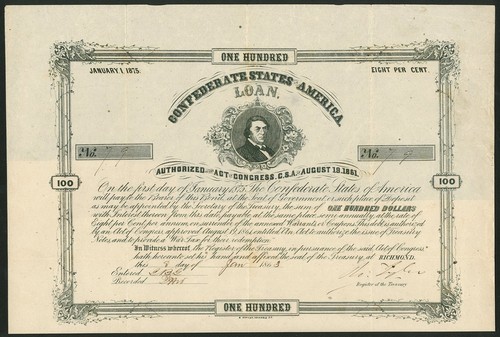 ONE HUNDRED
JANUARY 1, 1875.
EIGHT PER CENT.
CONFEDERATE STATES AMERICA.
LOAN.
No. 79
No. 79
AUTHORIZED ACT CONGRESS, C.S.A. AUGUST 19, 1861.
100
100
On the first day of January 1875, The Confederate States of America
will pay to the Bearer of this Bond, at the seat of Government or such place of Deposit
as may be appointed by the Secretary of the Treasury, the sum of ONE HUNDRED DOLLARS
with Interest thereon from this date, payable at the same place semi annually, at the rate of
Eight per Cent per annum, on surrender of the annexed Warrants or Coupons. This debt is authorized
by An Act of Congress, approved August 19, 1861, entitled An Act to authorize the issue of Treasury
Notes, and to provide a War Tax for their redemption.
In Witness whereof, The Register of the Treasury, in pursuance of the said Act of Congress
hath hereunto set his hand, and affixed the seal of the Treasury, at RICHMOND,
this 8 day of Jan 1863
Entered
Recorded
Register of the Treasury
ONE HUNDRED